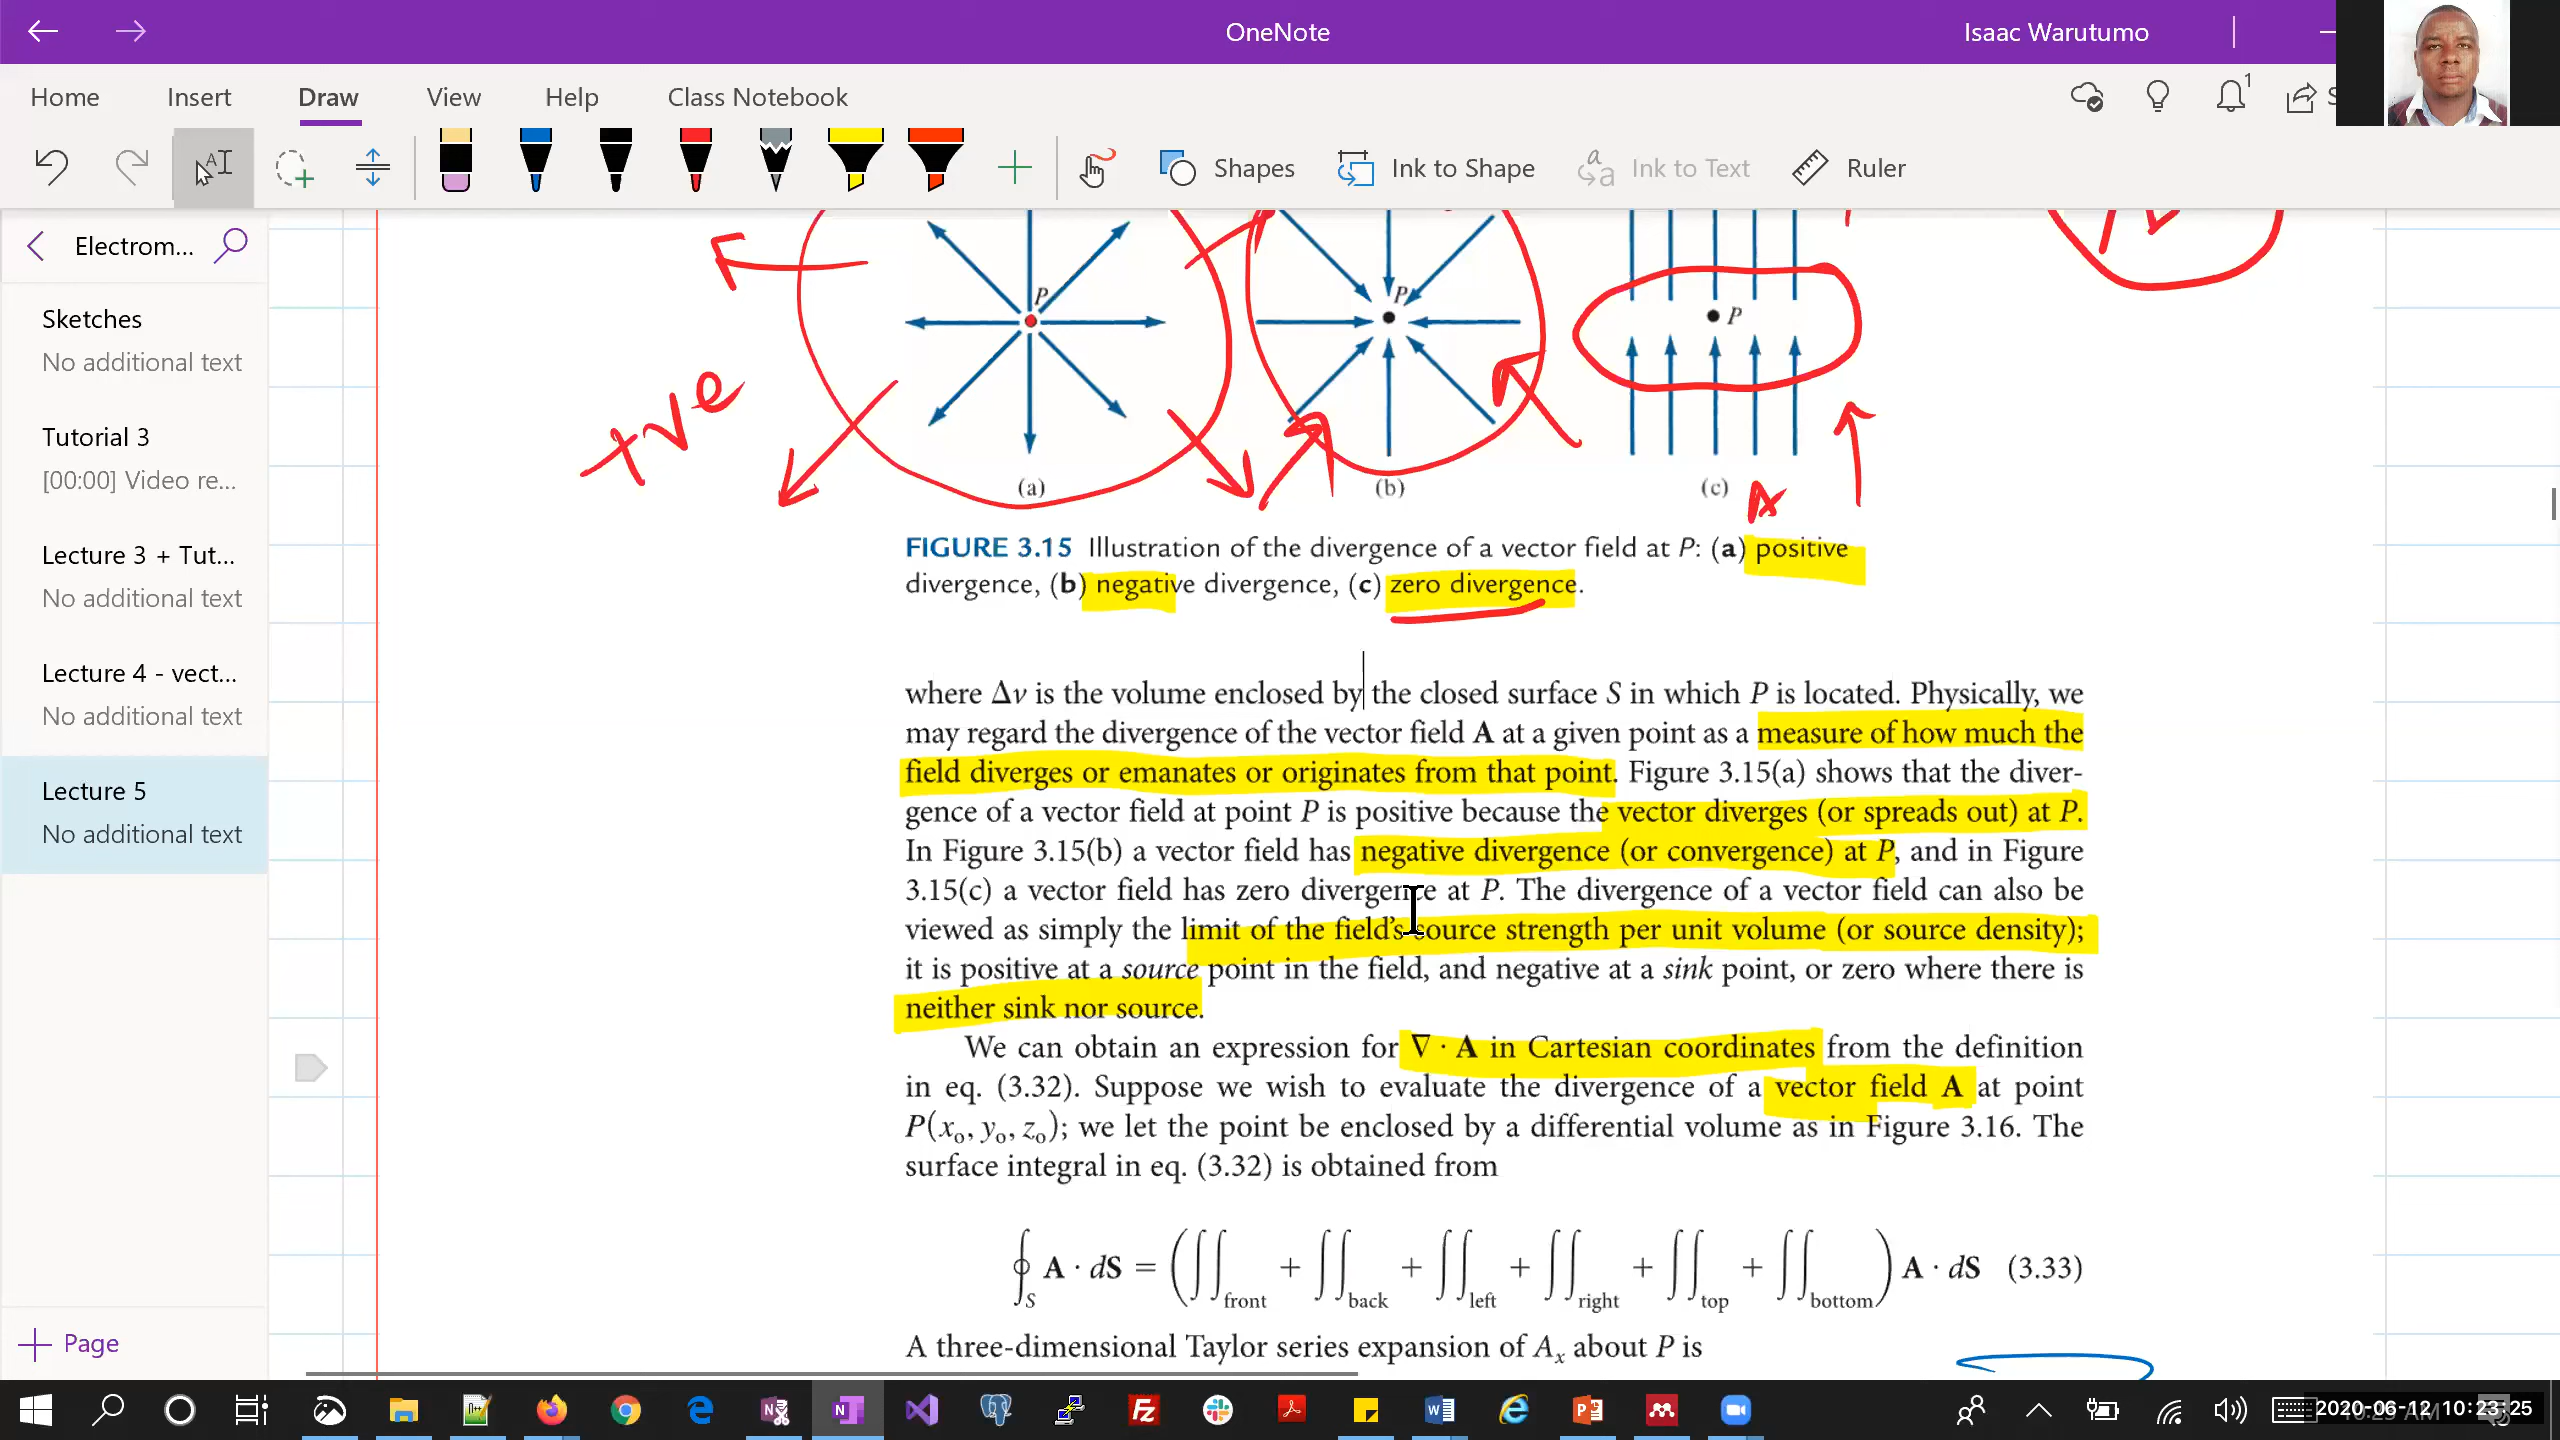 OneNote
Isaac Warutumo
Home Insert Draw View Help Class Notebook
Shapes Ink to Shape Ink to Text Ruler
Electrom...
Sketches
No additional text
Tutorial 3
[00:00] Video re...
Lecture 3 + Tut...
No additional text
Lecture 4 - vect...
No additional text
Lecture 5
No additional text
Page
+ve
P
P
P
(a) (b) (c)
FIGURE 3.15 Illustration of the divergence of a vector field at P: (a) positive
divergence, (b) negative divergence, (c) zero divergence.
where Δv is the volume enclosed by the closed surface S in which P is located. Physically, we
may regard the divergence of the vector field A at a given point as a measure of how much the
field diverges or emanates or originates from that point. Figure 3.15(a) shows that the diver-
gence of a vector field at point P is positive because the vector diverges (or spreads out) at P.
In Figure 3.15(b) a vector field has negative divergence (or convergence) at P, and in Figure
3.15(c) a vector field has zero divergence at P. The divergence of a vector field can also be
viewed as simply the limit of the field's source strength per unit volume (or source density);
it is positive at a source point in the field, and negative at a sink point, or zero where there is
neither sink nor source.
We can obtain an expression for ∇ · A in Cartesian coordinates from the definition
in eq. (3.32). Suppose we wish to evaluate the divergence of a vector field A at point
P(xₒ, yₒ, zₒ); we let the point be enclosed by a differential volume as in Figure 3.16. The
surface integral in eq. (3.32) is obtained from
∮_S A · dS = (∬_front + ∬_back + ∬_left + ∬_right + ∬_top + ∬_bottom) A · dS (3.33)
A three-dimensional Taylor series expansion of Aₓ about P is
2020-06-12 10:23:25